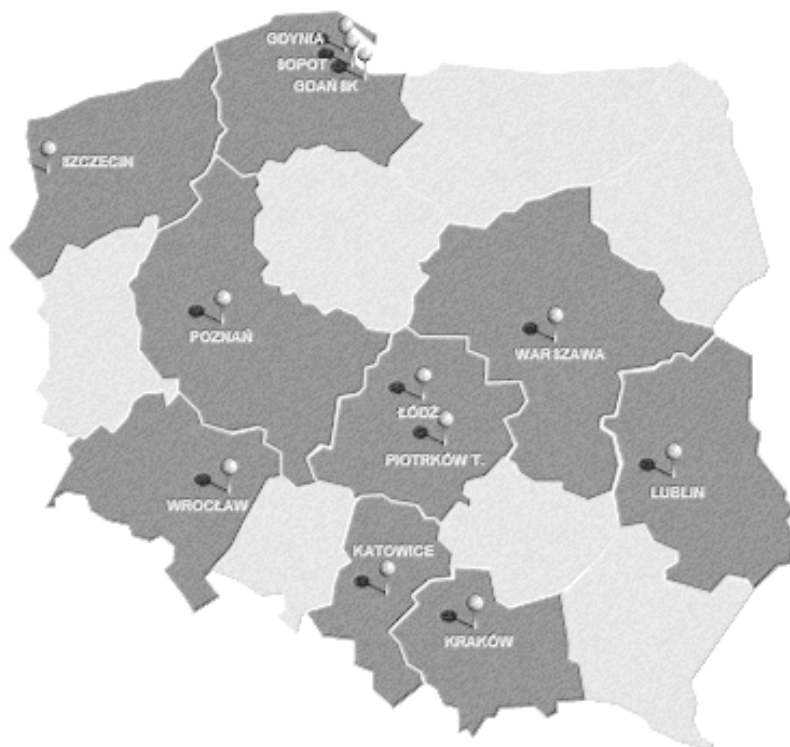 GDYNIA
SOPOT
GDAŃSK
SZCZECIN
POZNAŃ
WARSZAWA
ŁÓDŹ
PIOTRKÓW T.
WROCŁAW
LUBLIN
KATOWICE
KRAKÓW